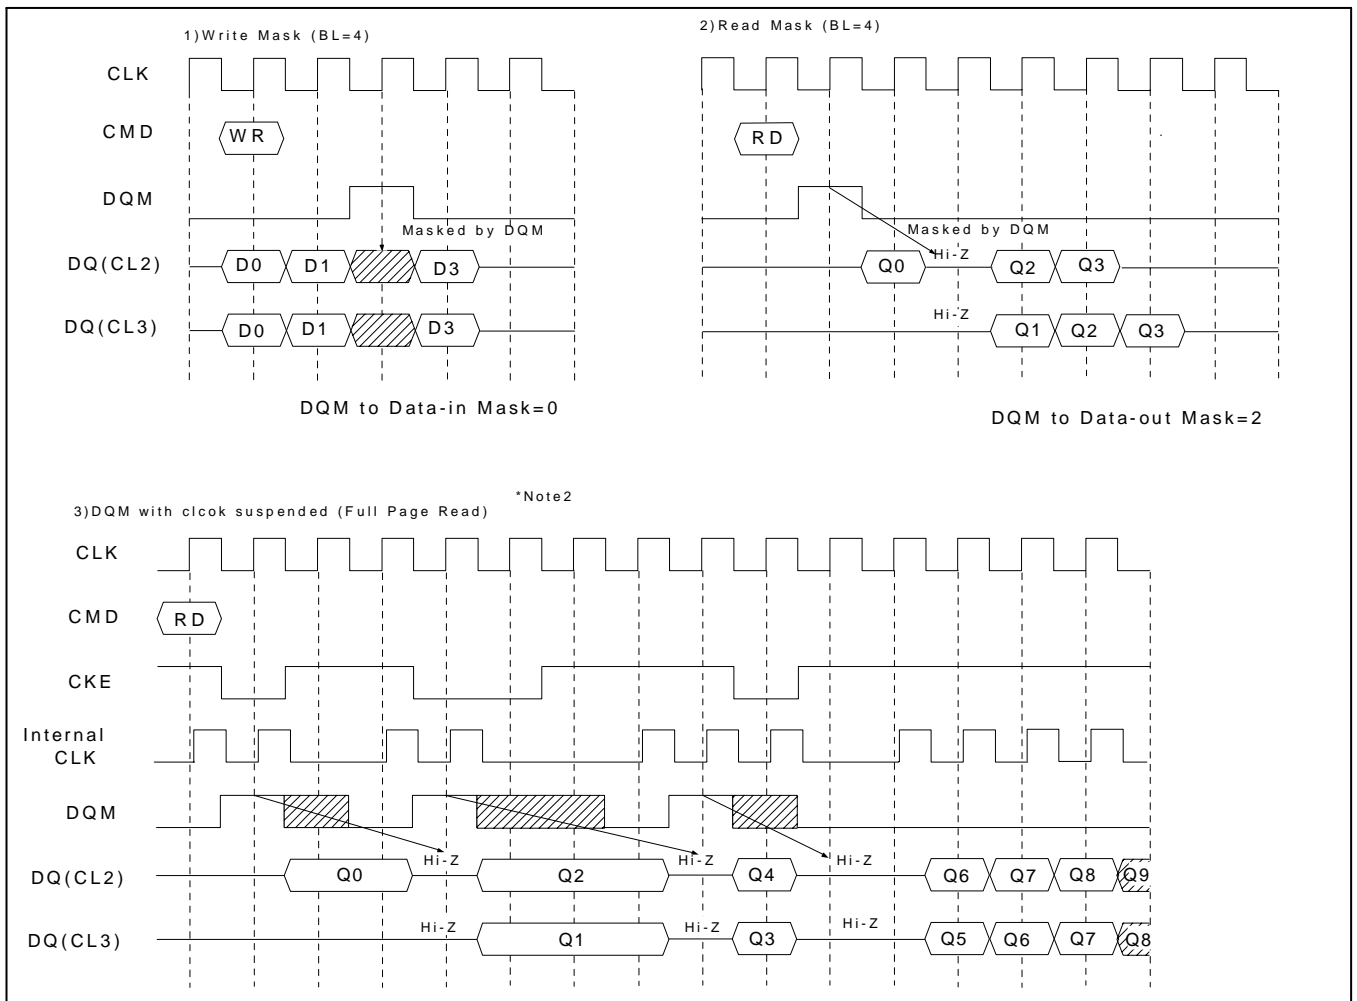 1)Write Mask (BL=4)
CLK
CMD
WR
DQM
Masked by DQM
DQ(CL2)
D0 D1 D3
DQ(CL3)
D0 D1 D3
DQM to Data-in Mask=0
2)Read Mask (BL=4)
RD
Masked by DQM
Hi-Z
Q0 Q2 Q3
Hi-Z
Q1 Q2 Q3
DQM to Data-out Mask=2
*Note2
3)DQM with clcok suspended (Full Page Read)
CLK
CMD
RD
CKE
Internal
CLK
DQM
Hi-Z Hi-Z Hi-Z
DQ(CL2)
Q0 Q2 Q4 Q6 Q7 Q8 Q9
Hi-Z Hi-Z Hi-Z
DQ(CL3)
Q1 Q3 Q5 Q6 Q7 Q8